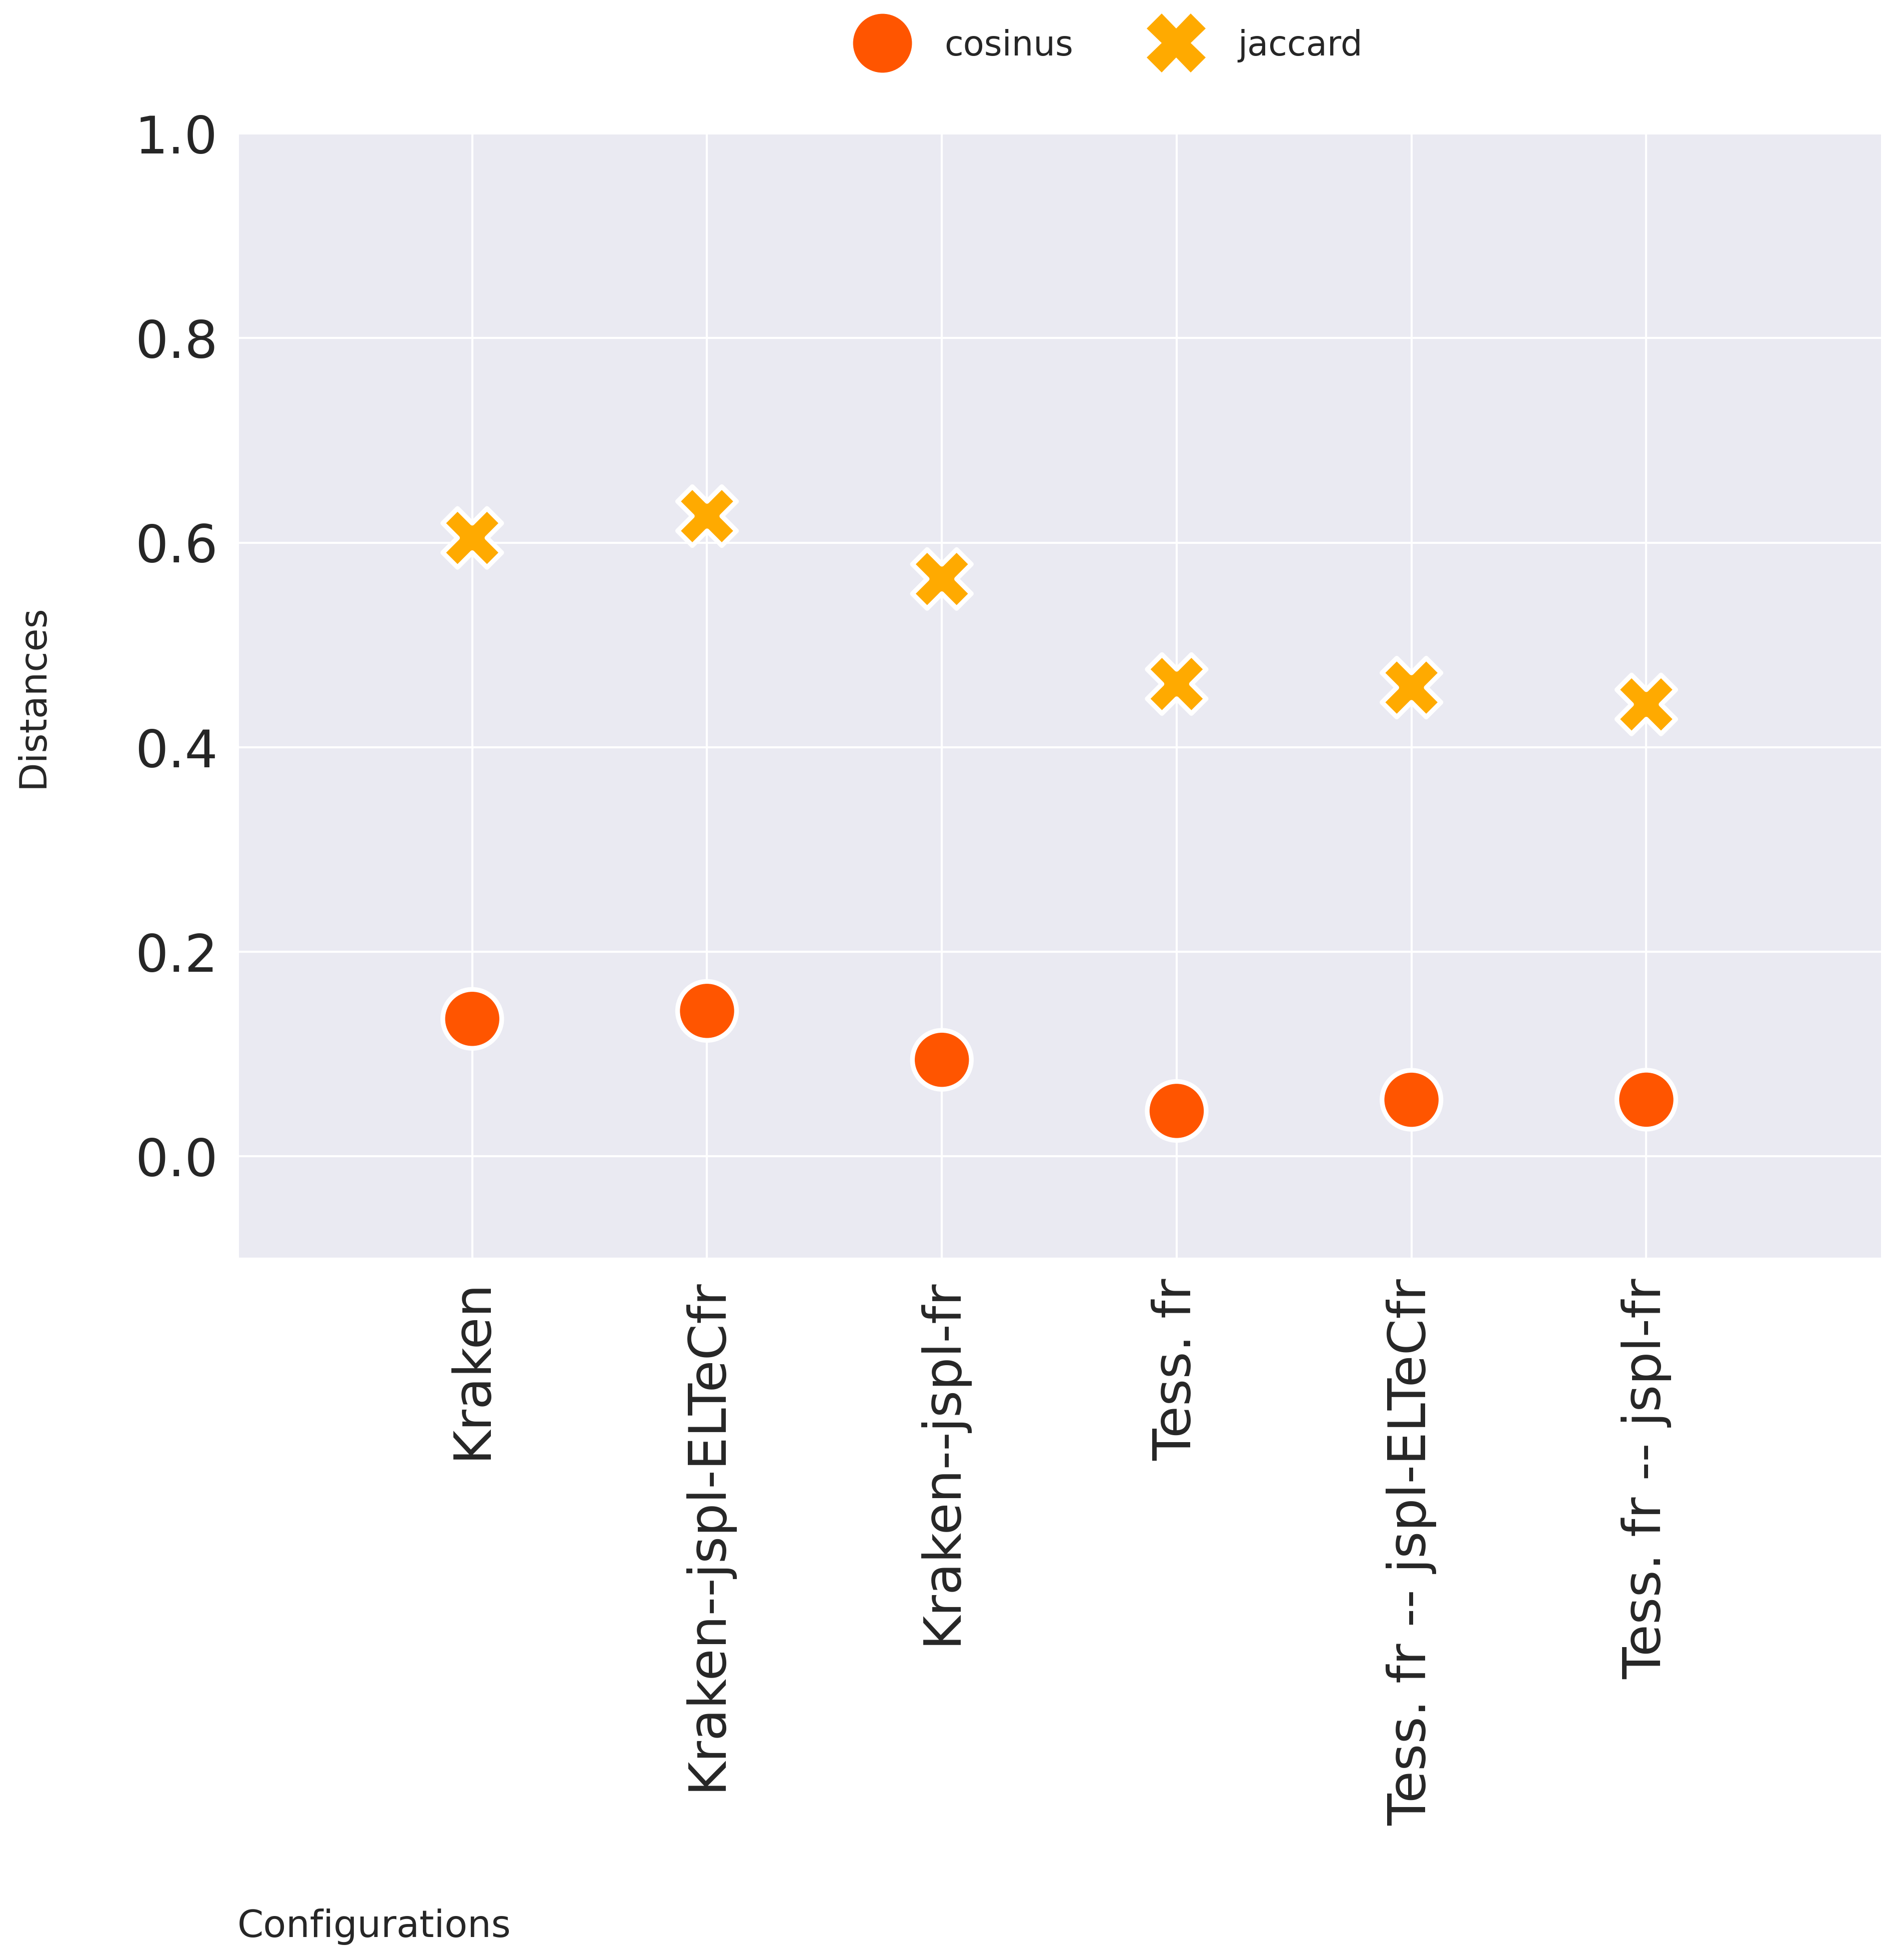 cosinus jaccard
1.0
0.8
0.6
0.4
0.2
0.0
Distances
Kraken
Kraken--jspl-ELTeCfr
Kraken--jspl-fr
Tess. fr
Tess. fr -- jspl-ELTeCfr
Tess. fr -- jspl-fr
Configurations